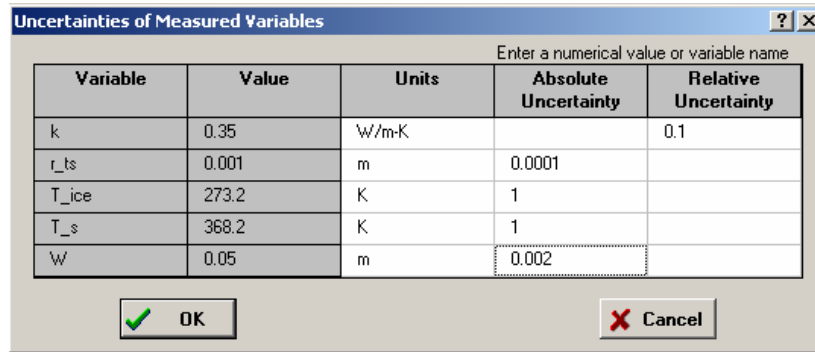 Uncertainties of Measured Variables
Enter a numerical value or variable name
Variable Value Units Absolute Uncertainty Relative Uncertainty
k 0.35 W/m-K 0.1
r_ts 0.001 m 0.0001
T_ice 273.2 K 1
T_s 368.2 K 1
W 0.05 m 0.002
OK Cancel